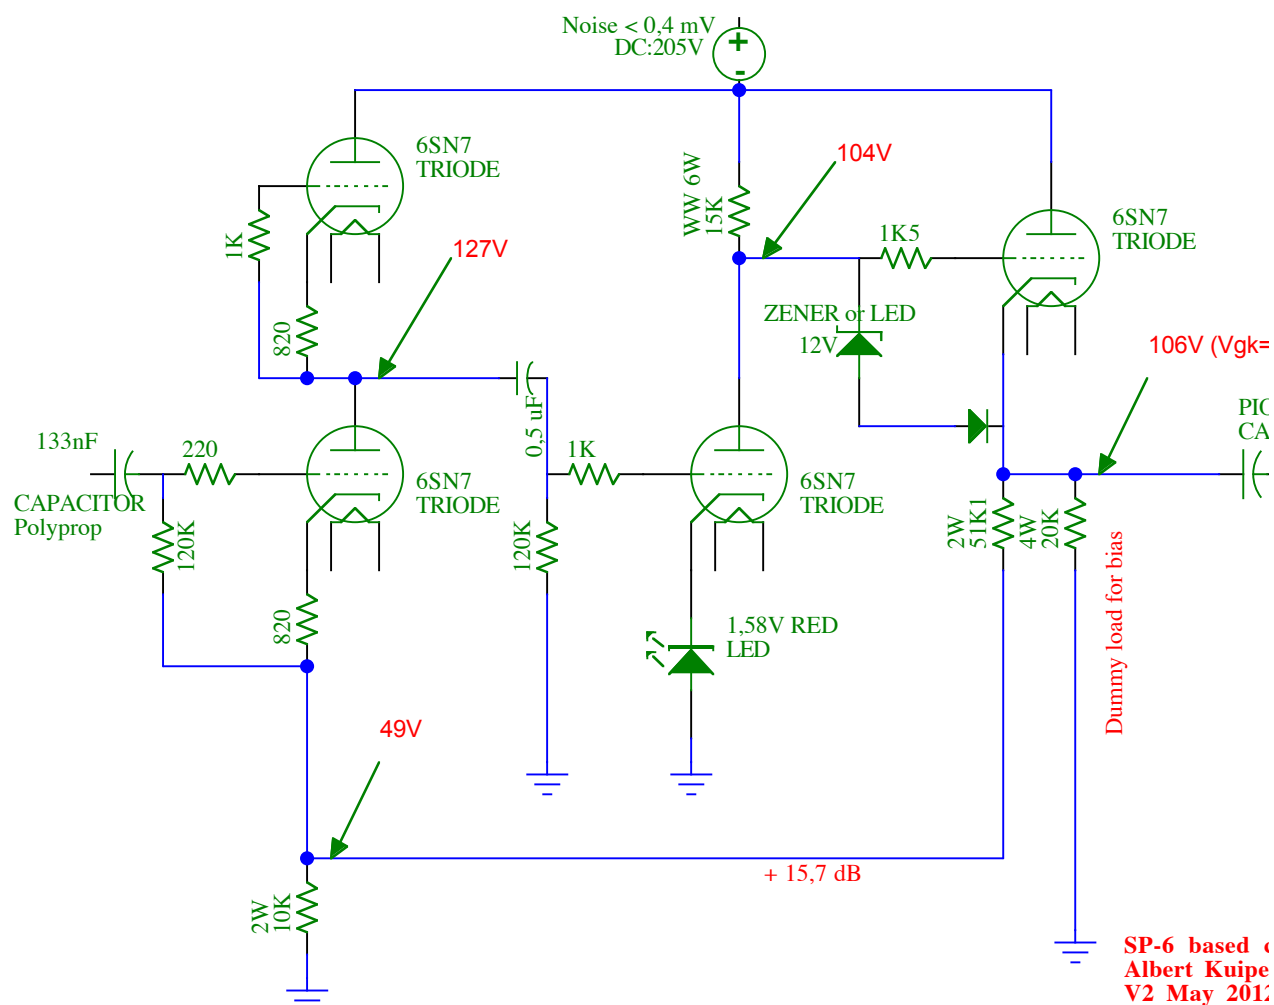 Noise < 0,4 mV
DC:205V
6SN7
TRIODE
104V
WW 6W
15K
1K5
6SN7
TRIODE
1K
127V
820
ZENER or LED
12V
106V (Vgk=
133nF
220
0,5 uF
1K
PIO
CA
CAPACITOR
Polyprop
6SN7
TRIODE
6SN7
TRIODE
120K
120K
2W
51K1
4W
20K
Dummy load for bias
820
1,58V RED
LED
49V
+ 15,7 dB
2W
10K
SP-6 based
Albert Kuipe
V2 May 2012